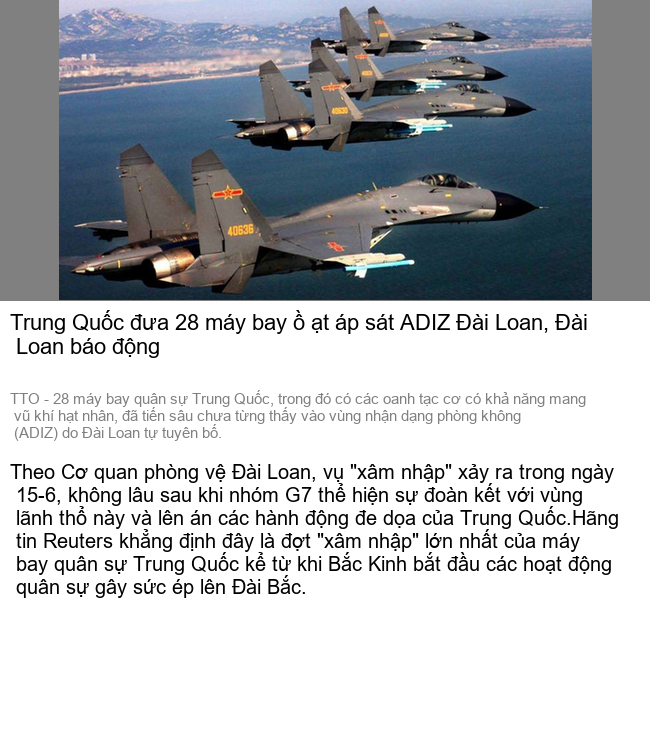 40630
40636
Trung Quốc đưa 28 máy bay ồ ạt áp sát ADIZ Đài Loan, Đài
Loan báo động
TTO - 28 máy bay quân sự Trung Quốc, trong đó có các oanh tạc cơ có khả năng mang
vũ khí hạt nhân, đã tiến sâu chưa từng thấy vào vùng nhận dạng phòng không
(ADIZ) do Đài Loan tự tuyên bố.
Theo Cơ quan phòng vệ Đài Loan, vụ "xâm nhập" xảy ra trong ngày
15-6, không lâu sau khi nhóm G7 thể hiện sự đoàn kết với vùng
lãnh thổ này và lên án các hành động đe dọa của Trung Quốc.Hãng
tin Reuters khẳng định đây là đợt "xâm nhập" lớn nhất của máy
bay quân sự Trung Quốc kể từ khi Bắc Kinh bắt đầu các hoạt động
quân sự gây sức ép lên Đài Bắc.